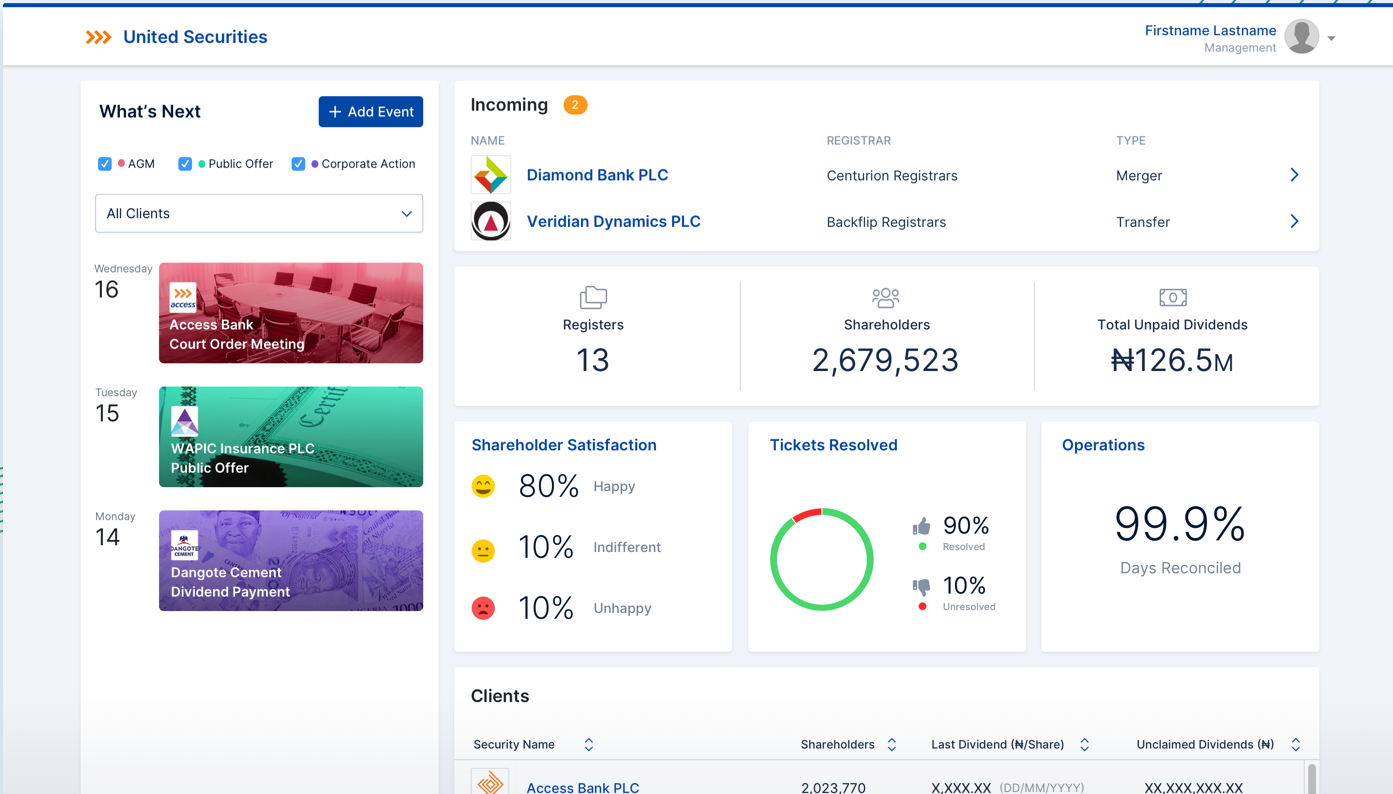 United Securities
Firstname Lastname
Management
What’s Next
+ Add Event
AGM
Public Offer
Corporate Action
All Clients
Wednesday
16
access
Access Bank
Court Order Meeting
Tuesday
15
Certif
WAPIC Insurance PLC
Public Offer
Monday
14
DANGOTE
CEMENT
Dangote Cement
Dividend Payment
1000
Incoming 2
NAME REGISTRAR TYPE
Diamond Bank PLC Centurion Registrars Merger
Veridian Dynamics PLC Backflip Registrars Transfer
Registers
13
Shareholders
2,679,523
Total Unpaid Dividends
₦126.5M
Shareholder Satisfaction
80% Happy
10% Indifferent
10% Unhappy
Tickets Resolved
90%
Resolved
10%
Unresolved
Operations
99.9%
Days Reconciled
Clients
Security Name Shareholders Last Dividend (₦/Share) Unclaimed Dividends (₦)
Access Bank PLC 2,023,770 X,XXX.XX (DD/MM/YYYY) XX,XXX,XXX.XX